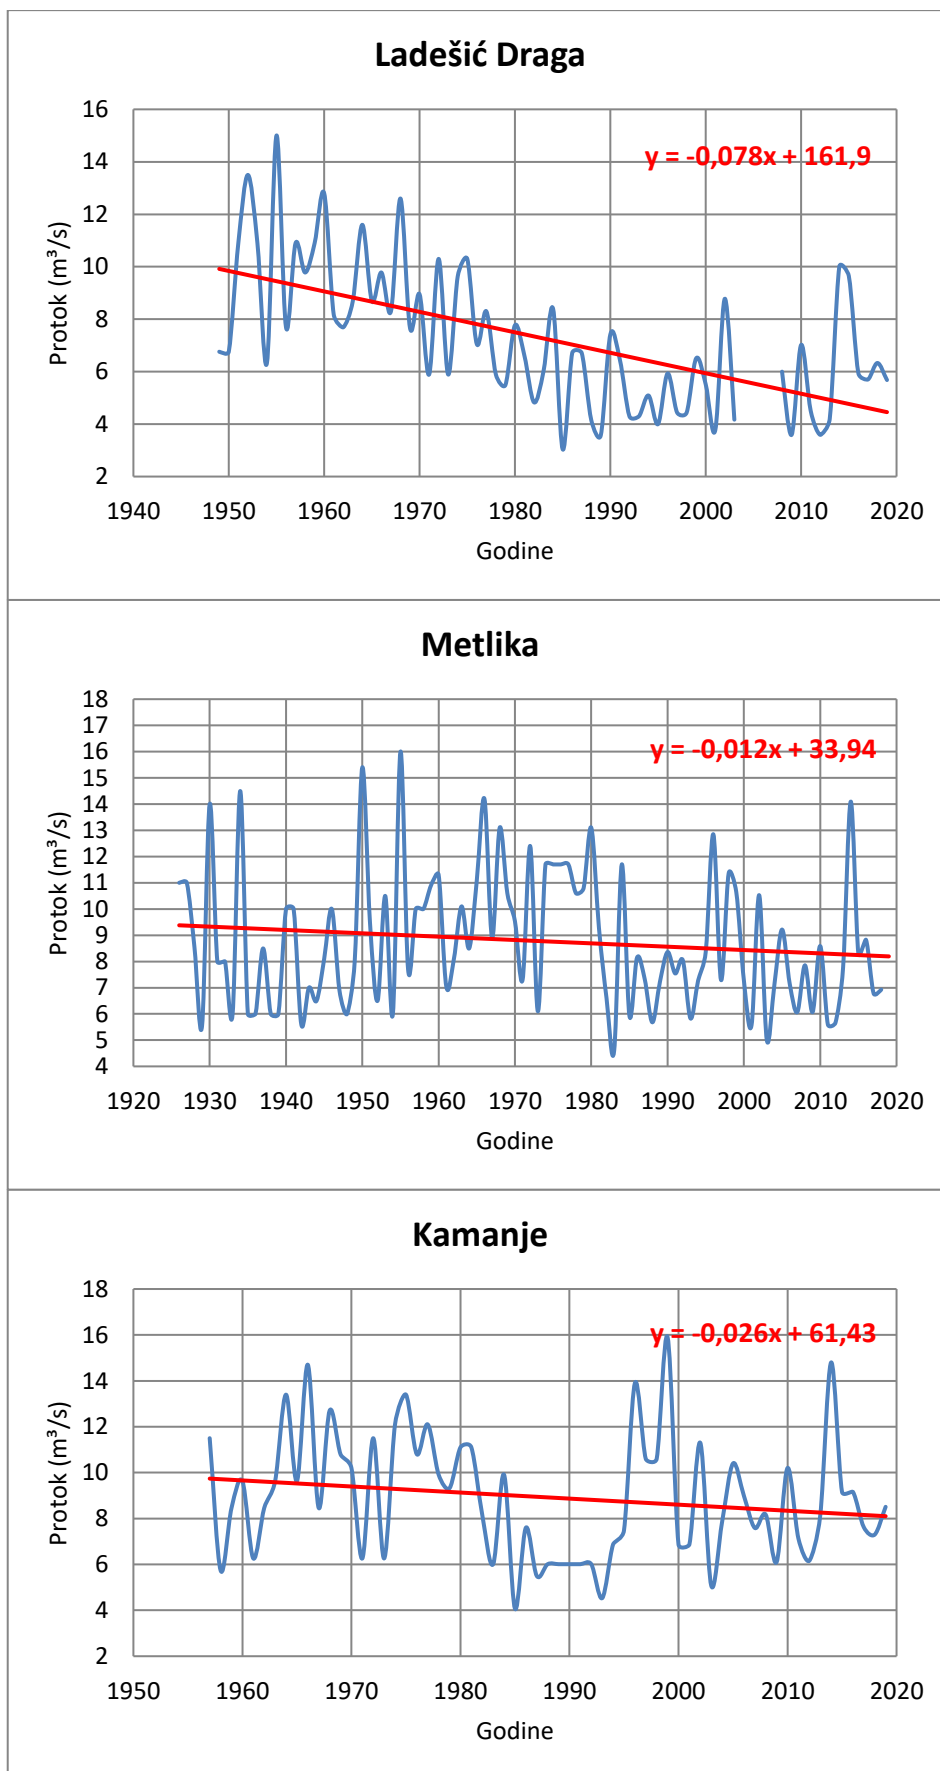 Ladešić Draga
16
14
12
10
8
6
4
2
y = -0,078x + 161,9
Protok (m³/s)
1940 1950 1960 1970 1980 1990 2000 2010 2020
Godine
Metlika
18
17
16
15
14
13
12
11
10
9
8
7
6
5
4
y = -0,012x + 33,94
Protok (m³/s)
1920 1930 1940 1950 1960 1970 1980 1990 2000 2010 2020
Godine
Kamanje
18
16
14
12
10
8
6
4
2
y = -0,026x + 61,43
Protok (m³/s)
1950 1960 1970 1980 1990 2000 2010 2020
Godine